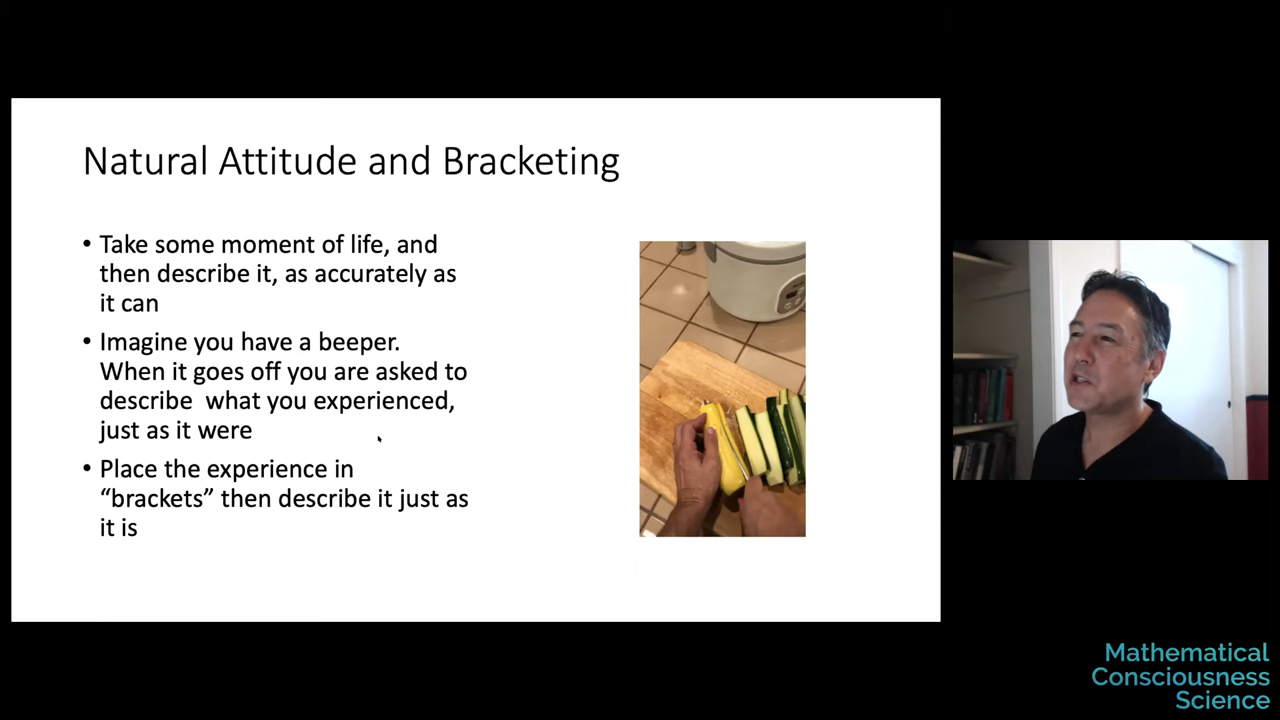 Natural Attitude and Bracketing
• Take some moment of life, and
then describe it, as accurately as
it can
• Imagine you have a beeper.
When it goes off you are asked to
describe what you experienced,
just as it were
• Place the experience in
“brackets” then describe it just as
it is
Mathematical
Consciousness
Science